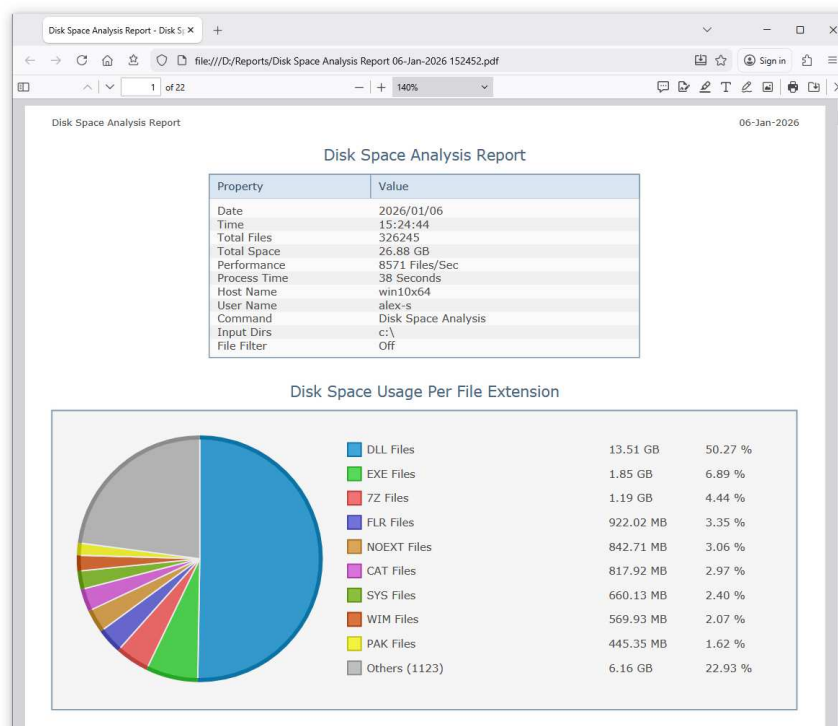 Disk Space Analysis Report - Disk Sp
file:///D:/Reports/Disk Space Analysis Report 06-Jan-2026 152452.pdf
Sign in
1 of 22
140%
Disk Space Analysis Report 06-Jan-2026
Disk Space Analysis Report
Property Value
Date 2026/01/06
Time 15:24:44
Total Files 326245
Total Space 26.88 GB
Performance 8571 Files/Sec
Process Time 38 Seconds
Host Name win10x64
User Name alex-s
Command Disk Space Analysis
Input Dirs c:\
File Filter Off
Disk Space Usage Per File Extension
DLL Files 13.51 GB 50.27 %
EXE Files 1.85 GB 6.89 %
7Z Files 1.19 GB 4.44 %
FLR Files 922.02 MB 3.35 %
NOEXT Files 842.71 MB 3.06 %
CAT Files 817.92 MB 2.97 %
SYS Files 660.13 MB 2.40 %
WIM Files 569.93 MB 2.07 %
PAK Files 445.35 MB 1.62 %
Others (1123) 6.16 GB 22.93 %